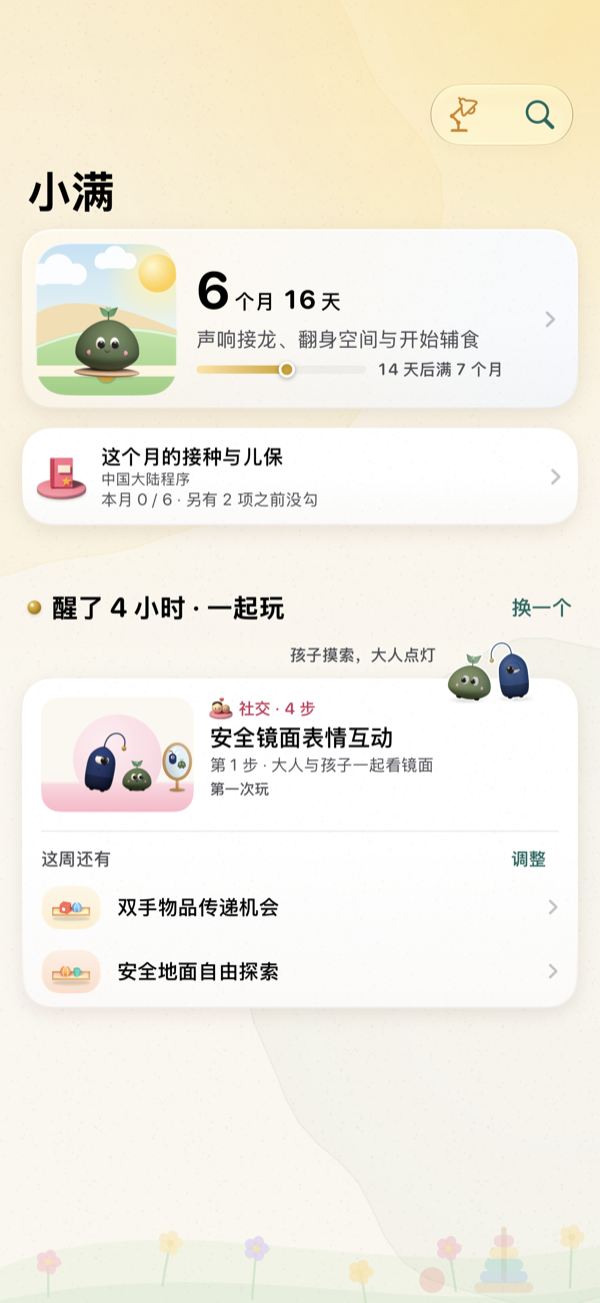 小满
6 个月 16 天
声响接龙、翻身空间与开始辅食
14 天后满 7 个月
这个月的接种与儿保
中国大陆程序
本月 0 / 6 · 另有 2 项之前没勾
醒了 4 小时 · 一起玩
换一个
孩子摸索，大人点灯
社交 · 4 步
安全镜面表情互动
第 1 步 · 大人与孩子一起看镜面
第一次玩
这周还有
调整
双手物品传递机会
安全地面自由探索